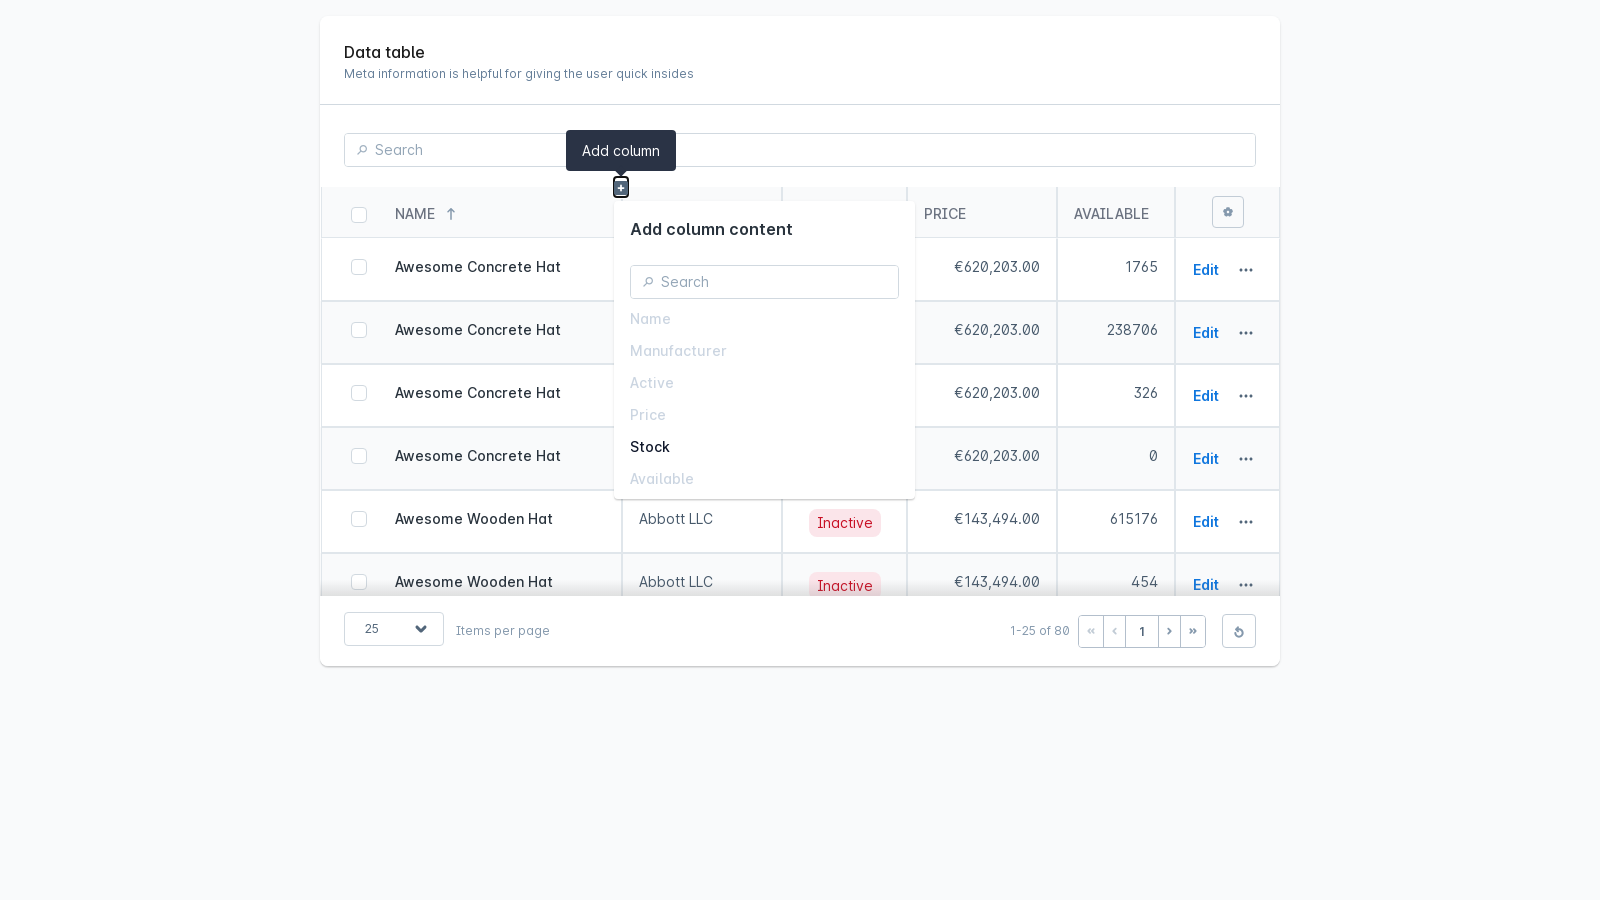 Data table
Meta information is helpful for giving the user quick insides
Search
Add column
NAME
PRICE
AVAILABLE
Add column content
Search
Name
Manufacturer
Active
Price
Stock
Available
Awesome Concrete Hat €620,203.00 1765 Edit
Awesome Concrete Hat €620,203.00 238706 Edit
Awesome Concrete Hat €620,203.00 326 Edit
Awesome Concrete Hat €620,203.00 0 Edit
Awesome Wooden Hat Abbott LLC Inactive €143,494.00 615176 Edit
Awesome Wooden Hat Abbott LLC Inactive €143,494.00 454 Edit
25 Items per page 1-25 of 80 « ‹ 1 › »